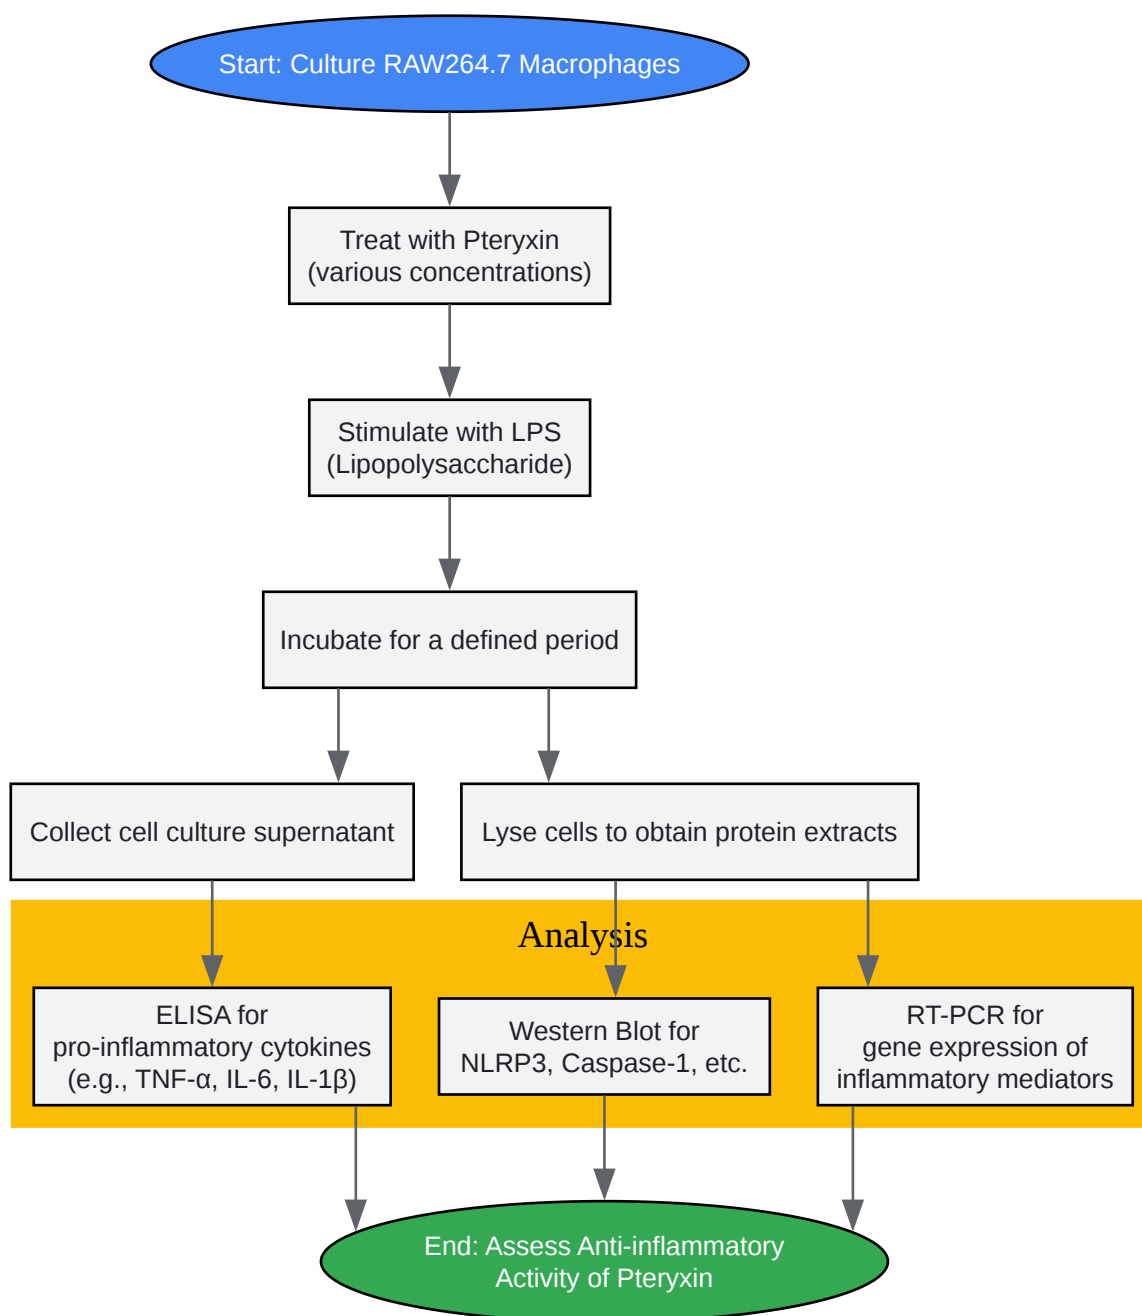 Start: Culture RAW264.7 Macrophages
Treat with Pteryxin
(various concentrations)
Stimulate with LPS
(Lipopolysaccharide)
Incubate for a defined period
Collect cell culture supernatant
Lyse cells to obtain protein extracts
Analysis
ELISA for
pro-inflammatory cytokines
(e.g., TNF-α, IL-6, IL-1β)
Western Blot for
NLRP3, Caspase-1, etc.
RT-PCR for
gene expression of
inflammatory mediators
End: Assess Anti-inflammatory
Activity of Pteryxin